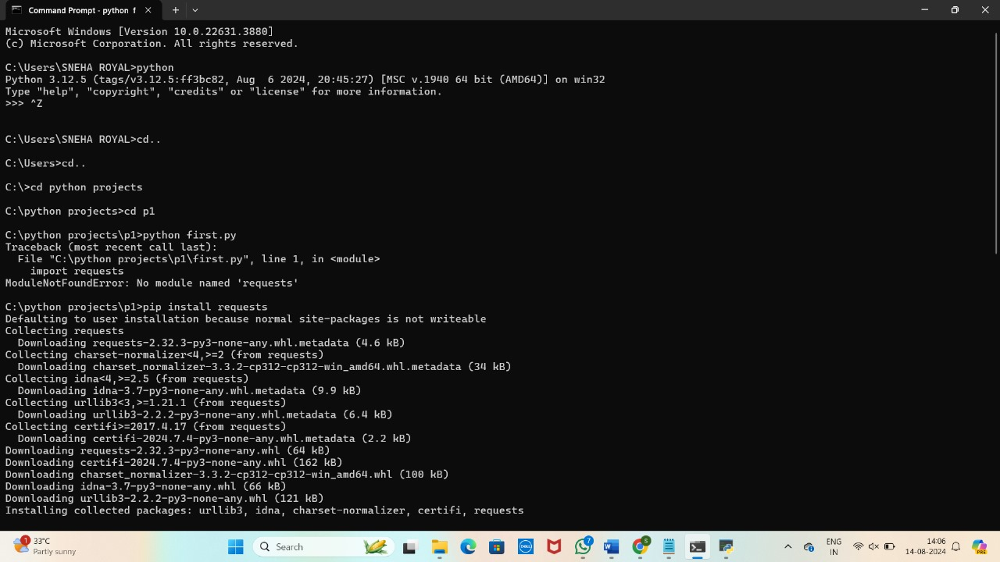 Command Prompt - python  f
Microsoft Windows [Version 10.0.22631.3880]
(c) Microsoft Corporation. All rights reserved.
C:\Users\SNEHA ROYAL>python
Python 3.12.5 (tags/v3.12.5:ff3bc82, Aug  6 2024, 20:45:27) [MSC v.1940 64 bit (AMD64)] on win32
Type "help", "copyright", "credits" or "license" for more information.
>>> ^Z
C:\Users\SNEHA ROYAL>cd..
C:\Users>cd..
C:\>cd python projects
C:\python projects>cd p1
C:\python projects\p1>python first.py
Traceback (most recent call last):
  File "C:\python projects\p1\first.py", line 1, in <module>
    import requests
ModuleNotFoundError: No module named 'requests'
C:\python projects\p1>pip install requests
Defaulting to user installation because normal site-packages is not writeable
Collecting requests
  Downloading requests-2.32.3-py3-none-any.whl.metadata (4.6 kB)
Collecting charset-normalizer<4,>=2 (from requests)
  Downloading charset_normalizer-3.3.2-cp312-cp312-win_amd64.whl.metadata (34 kB)
Collecting idna<4,>=2.5 (from requests)
  Downloading idna-3.7-py3-none-any.whl.metadata (9.9 kB)
Collecting urllib3<3,>=1.21.1 (from requests)
  Downloading urllib3-2.2.2-py3-none-any.whl.metadata (6.4 kB)
Collecting certifi>=2017.4.17 (from requests)
  Downloading certifi-2024.7.4-py3-none-any.whl.metadata (2.2 kB)
Downloading requests-2.32.3-py3-none-any.whl (64 kB)
Downloading certifi-2024.7.4-py3-none-any.whl (162 kB)
Downloading charset_normalizer-3.3.2-cp312-cp312-win_amd64.whl (100 kB)
Downloading idna-3.7-py3-none-any.whl (66 kB)
Downloading urllib3-2.2.2-py3-none-any.whl (121 kB)
Installing collected packages: urllib3, idna, charset-normalizer, certifi, requests
1
33°C
Partly sunny
Search
DELL
7
S
PRE
ENG
IN
14:06
14-08-2024